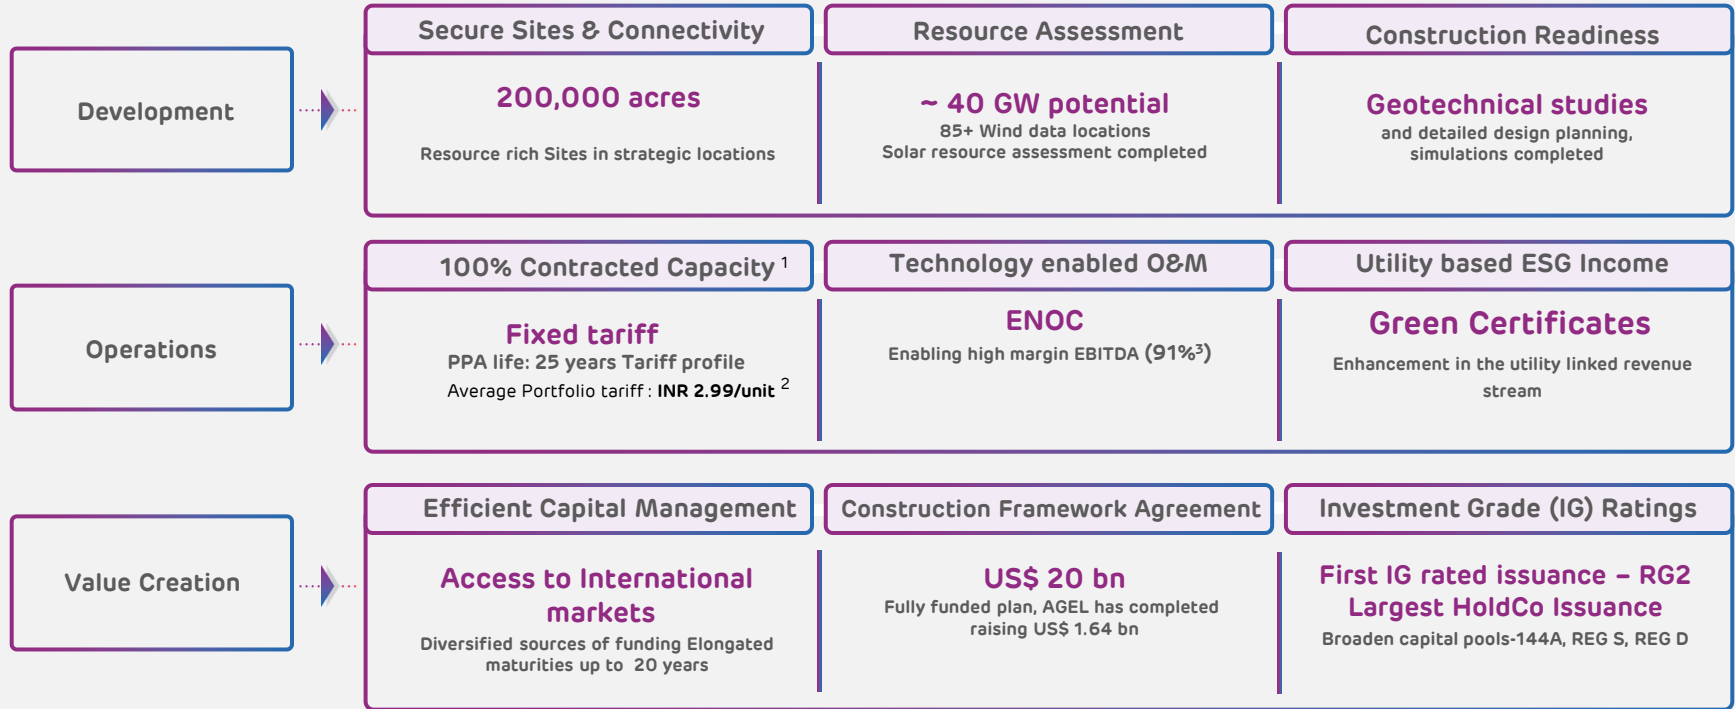 Development
Secure Sites & Connectivity
200,000 acres
Resource rich Sites in strategic locations
Resource Assessment
~ 40 GW potential
85+ Wind data locations
Solar resource assessment completed
Construction Readiness
Geotechnical studies
and detailed design planning,
simulations completed
Operations
100% Contracted Capacity 1
Fixed tariff
PPA life: 25 years Tariff profile
Average Portfolio tariff : INR 2.99/unit 2
Technology enabled O&M
ENOC
Enabling high margin EBITDA (91%3)
Utility based ESG Income
Green Certificates
Enhancement in the utility linked revenue
stream
Value Creation
Efficient Capital Management
Access to International
markets
Diversified sources of funding Elongated
maturities up to 20 years
Construction Framework Agreement
US$ 20 bn
Fully funded plan, AGEL has completed
raising US$ 1.64 bn
Investment Grade (IG) Ratings
First IG rated issuance – RG2
Largest HoldCo Issuance
Broaden capital pools-144A, REG S, REG D